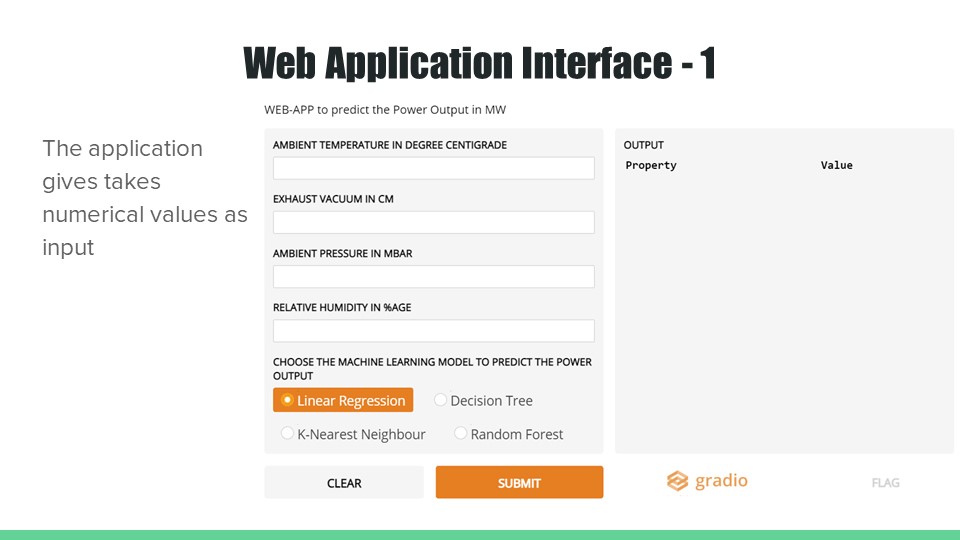 Web Application Interface - 1
The application
gives takes
numerical values as
input
WEB-APP to predict the Power Output in MW
AMBIENT TEMPERATURE IN DEGREE CENTIGRADE
EXHAUST VACUUM IN CM
AMBIENT PRESSURE IN MBAR
RELATIVE HUMIDITY IN %AGE
CHOOSE THE MACHINE LEARNING MODEL TO PREDICT THE POWER
OUTPUT
Linear Regression Decision Tree
K-Nearest Neighbour Random Forest
CLEAR SUBMIT
OUTPUT
Property Value
gradio FLAG